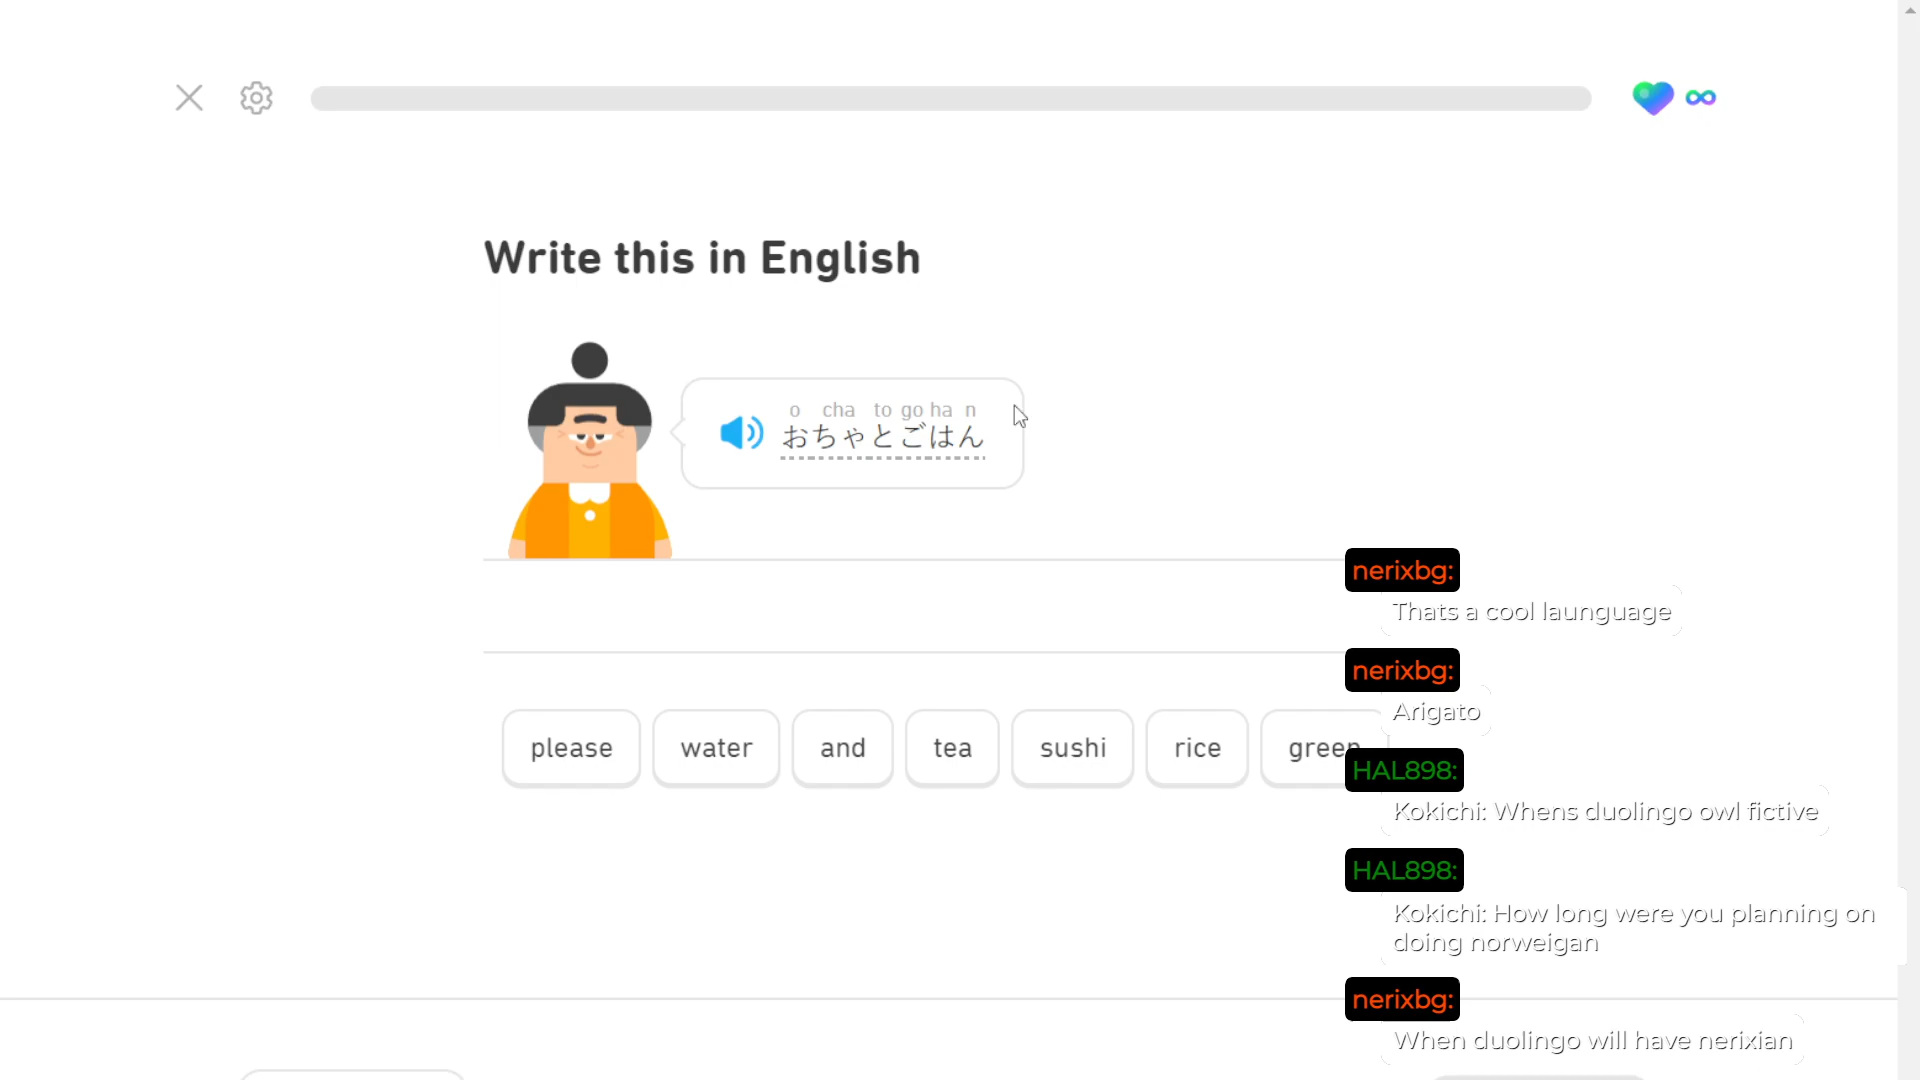 Write this in English
o cha to go ha n
おちゃとごはん
please water and tea sushi rice green
nerixbg:
Thats a cool launguage
nerixbg:
Arigato
HAL898:
Kokichi: Whens duolingo owl fictive
HAL898:
Kokichi: How long were you planning on
doing norweigan
nerixbg:
When duolingo will have nerixian